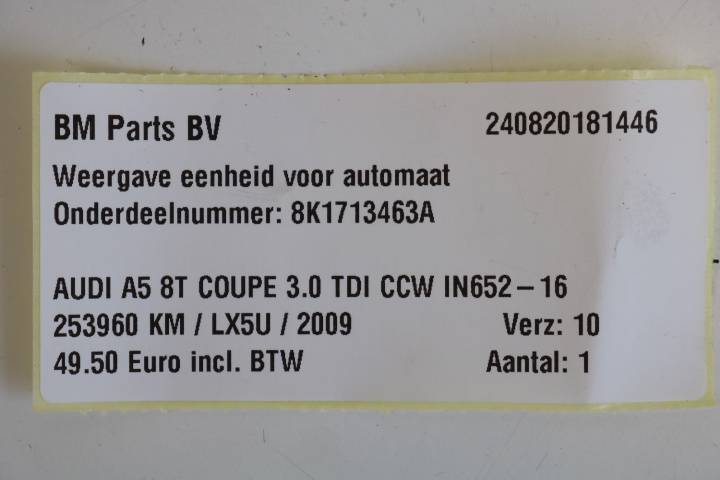 BM Parts BV 240820181446
Weergave eenheid voor automaat
Onderdeelnummer: 8K1713463A
AUDI A5 8T COUPE 3.0 TDI CCW IN652-16
253960 KM / LX5U / 2009 Verz: 10
49.50 Euro incl. BTW Aantal: 1